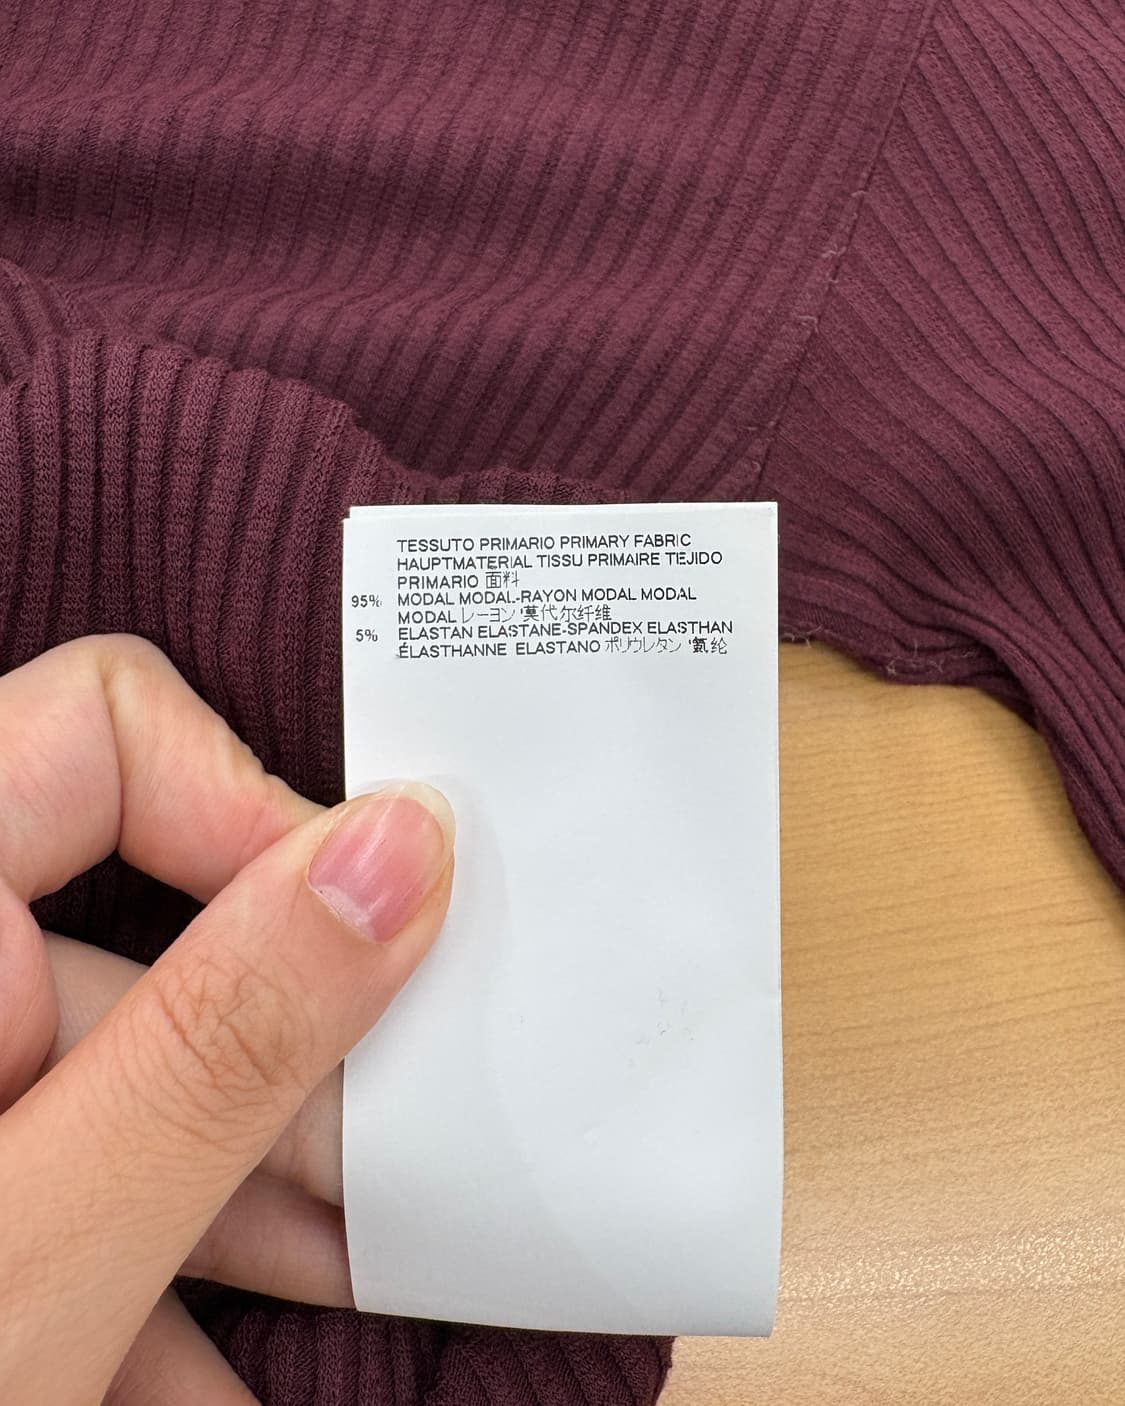 TESSUTO PRIMARIO PRIMARY FABRIC
HAUPTMATERIAL TISSU PRIMAIRE TEJIDO
PRIMARIO 面料
95% MODAL MODAL-RAYON MODAL MODAL
MODAL レーヨン '莫代尔纤维
5% ELASTAN ELASTANE-SPANDEX ELASTHAN
ÉLASTHANNE ELASTANO ポリウレタン '氨纶